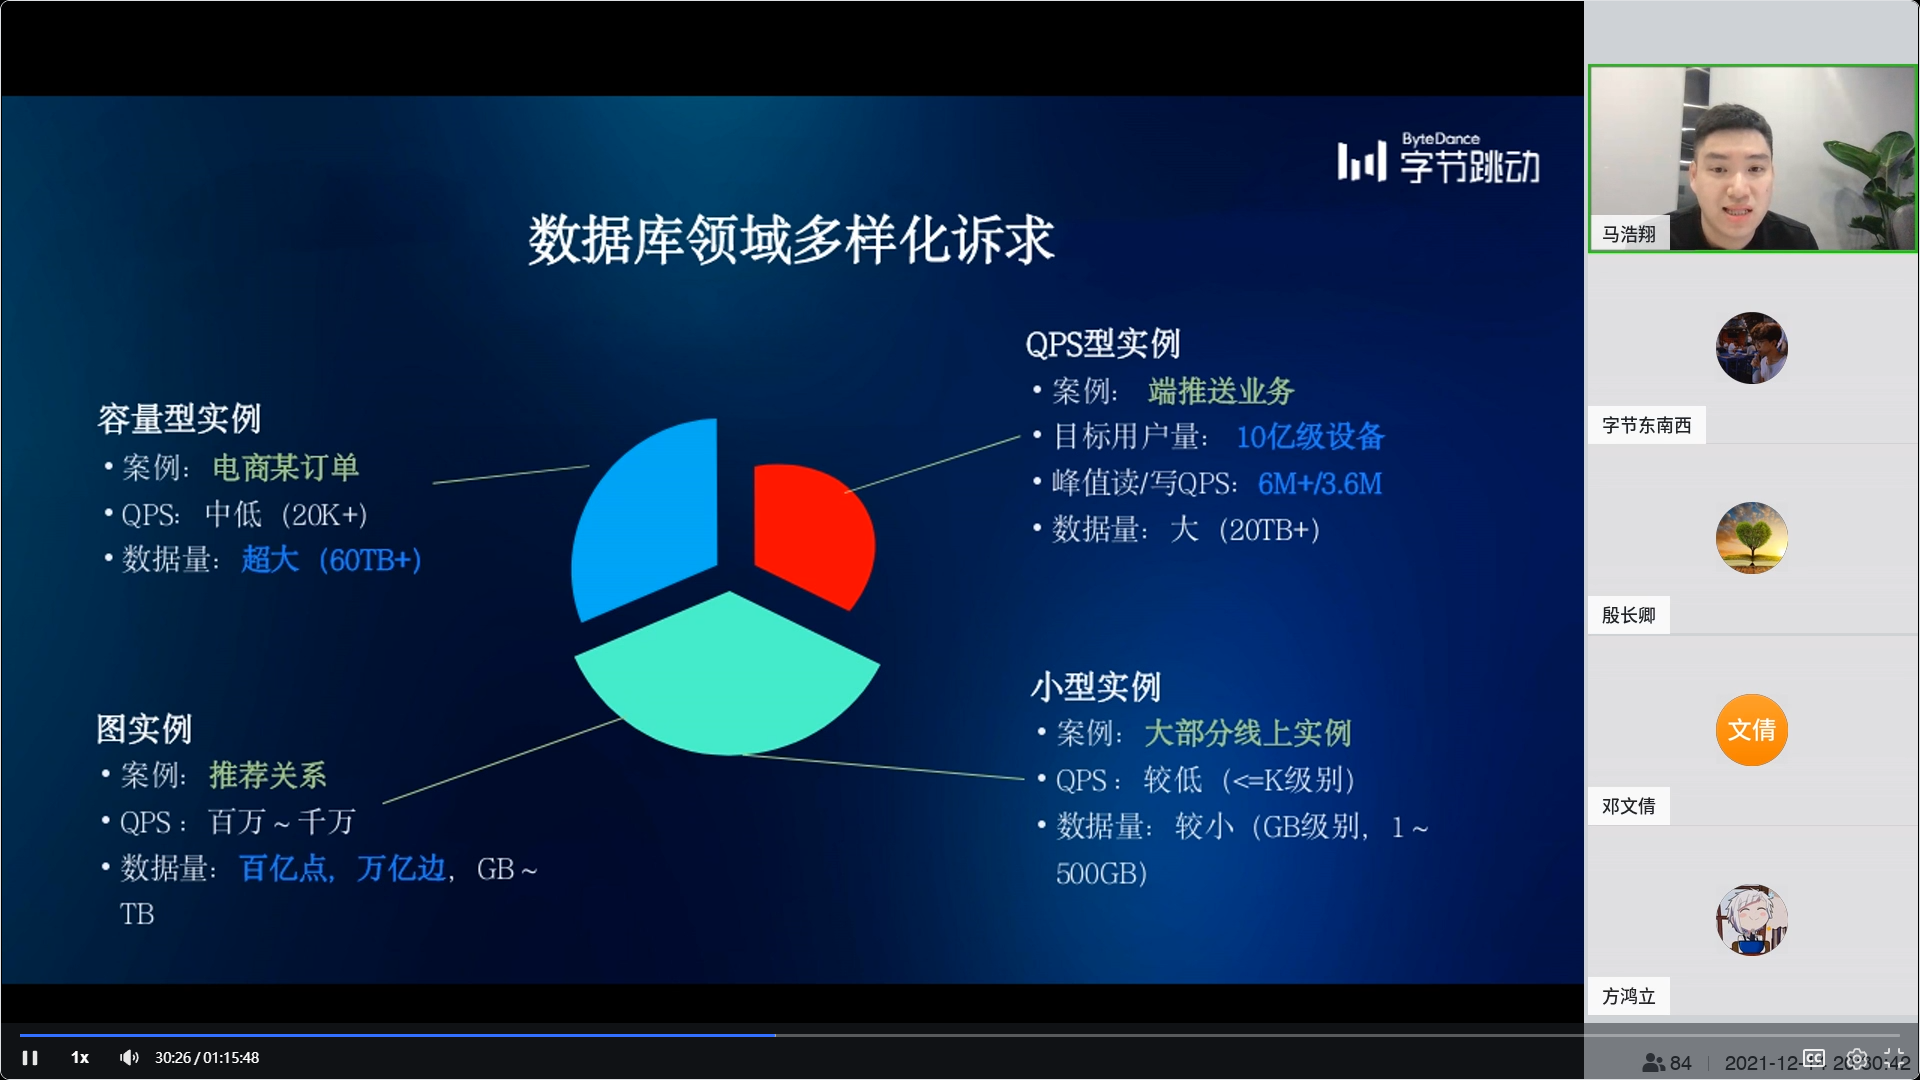 ByteDance
字节跳动
数据库领域多样化诉求
容量型实例
• 案例： 电商某订单
• QPS： 中低（20K+）
• 数据量： 超大（60TB+）
QPS型实例
• 案例： 端推送业务
• 目标用户量： 10亿级设备
• 峰值读/写QPS： 6M+/3.6M
• 数据量： 大（20TB+）
图实例
• 案例： 推荐关系
• QPS： 百万 ~ 千万
• 数据量： 百亿点，万亿边，GB ~
TB
小型实例
• 案例： 大部分线上实例
• QPS： 较低（<=K级别）
• 数据量： 较小（GB级别，1 ~
500GB）
马浩翔
字节东南西
殷长卿
文倩
邓文倩
方鸿立
1x
30:26 / 01:15:48
CC
84
2021-12-